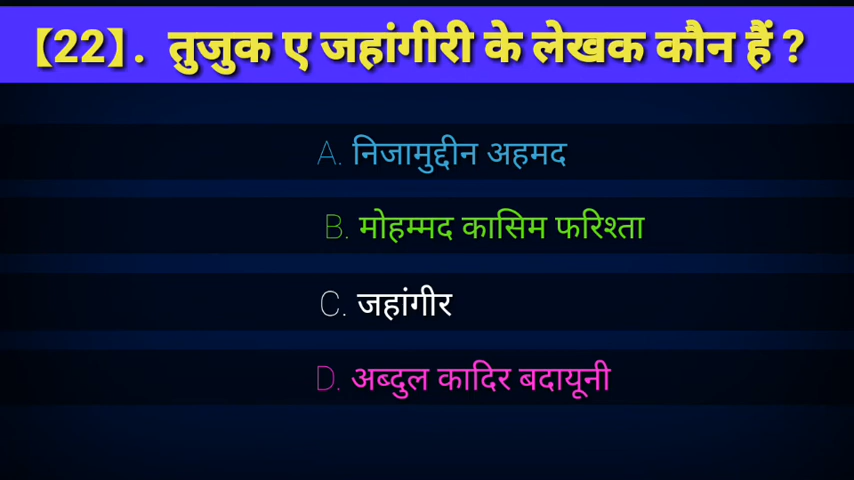 【22】. तुजुक ए जहांगीरी के लेखक कौन हैं ?
A. निजामुद्दीन अहमद
B. मोहम्मद कासिम फरिश्ता
C. जहांगीर
D. अब्दुल कादिर बदायूनी